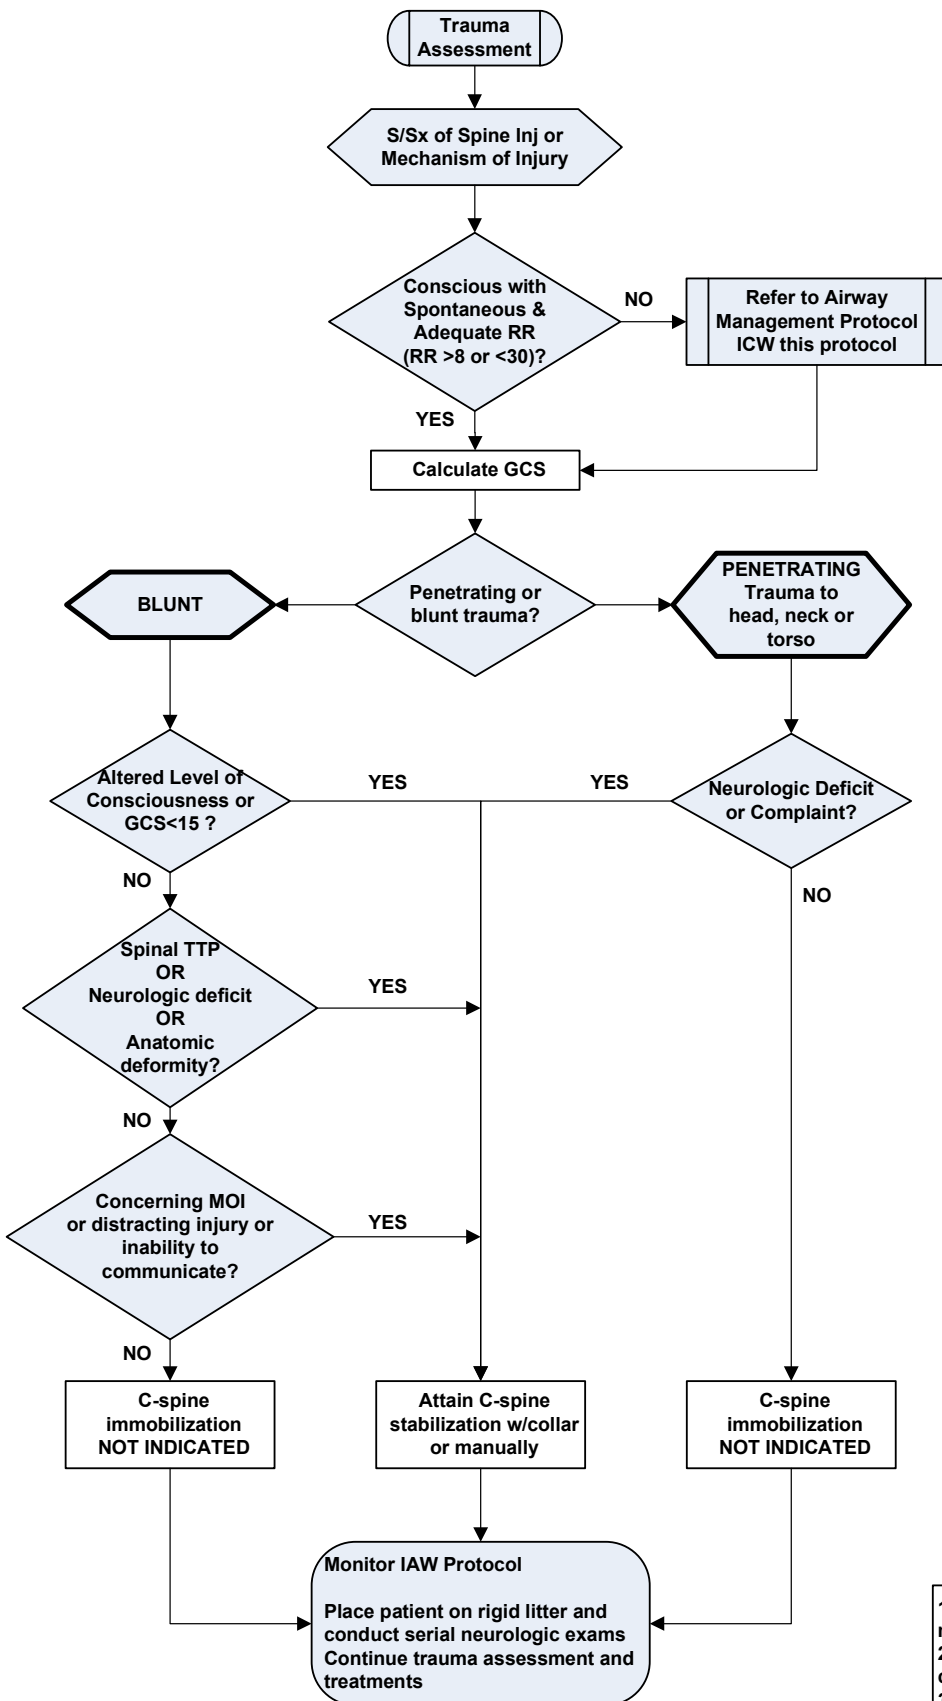 Trauma
Assessment
S/Sx of Spine Inj or
Mechanism of Injury
Conscious with
Spontaneous &
Adequate RR
(RR >8 or <30)?
NO
Refer to Airway
Management Protocol
ICW this protocol
YES
Calculate GCS
Penetrating or
blunt trauma?
BLUNT
PENETRATING
Trauma to
head, neck or
torso
Altered Level of
Consciousness or
GCS<15 ?
YES
YES
Neurologic Deficit
or Complaint?
NO
NO
Spinal TTP
OR
Neurologic deficit
OR
Anatomic
deformity?
YES
NO
Concerning MOI
or distracting injury or
inability to
communicate?
YES
NO
C-spine
immobilization
NOT INDICATED
Attain C-spine
stabilization w/collar
or manually
C-spine
immobilization
NOT INDICATED
Monitor IAW Protocol
Place patient on rigid litter and
conduct serial neurologic exams
Continue trauma assessment and
treatments